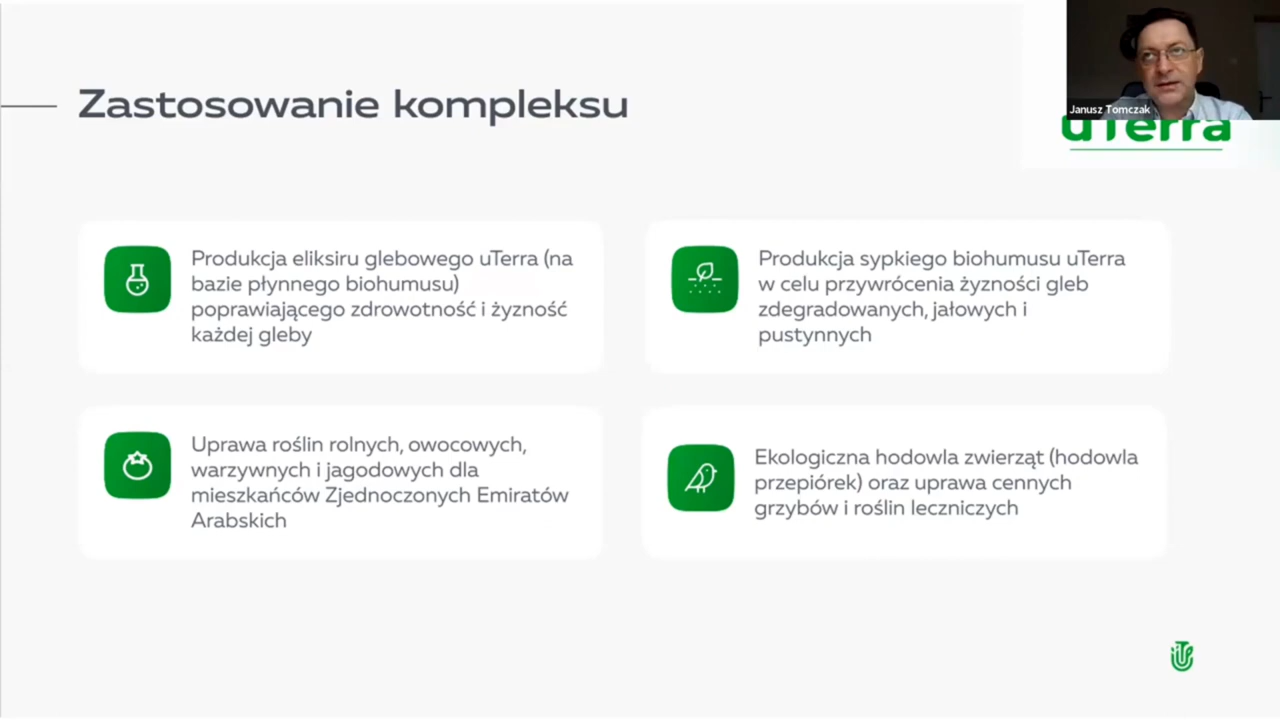 Janusz Tomczak
uTerra
Zastosowanie kompleksu
Produkcja eliksiru glebowego uTerra (na
bazie płynnego biohumusu)
poprawiającego zdrowotność i żyzność
każdej gleby
Produkcja sypkiego biohumusu uTerra
w celu przywrócenia żyzności gleb
zdegradowanych, jałowych i
pustynnych
Uprawa roślin rolnych, owocowych,
warzywnych i jagodowych dla
mieszkańców Zjednoczonych Emiratów
Arabskich
Ekologiczna hodowla zwierząt (hodowla
przepiórek) oraz uprawa cennych
grzybów i roślin leczniczych